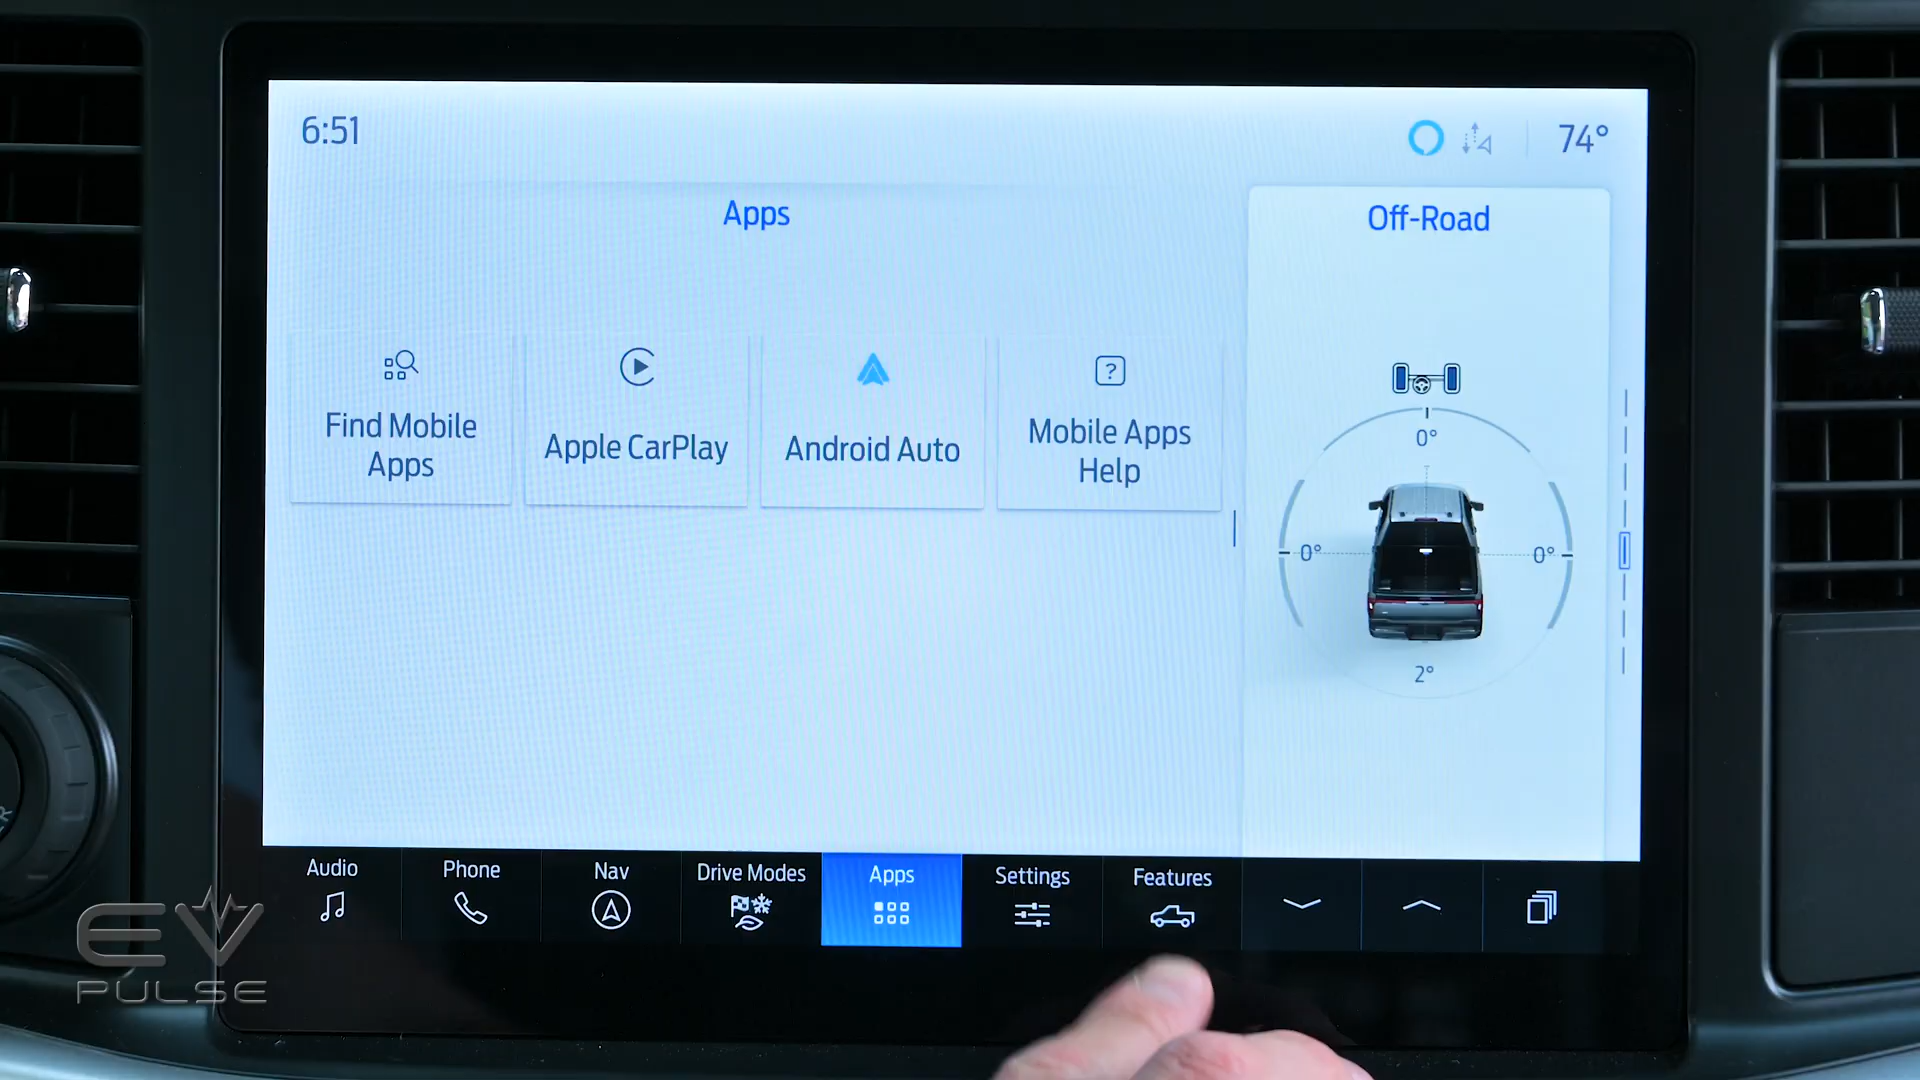 6:51
74°
Apps
Off-Road
Find Mobile
Apps
Apple CarPlay
Android Auto
Mobile Apps
Help
?
0°
0°
0°
2°
Audio
Phone
Nav
Drive Modes
Apps
Settings
Features
EV
PULSE